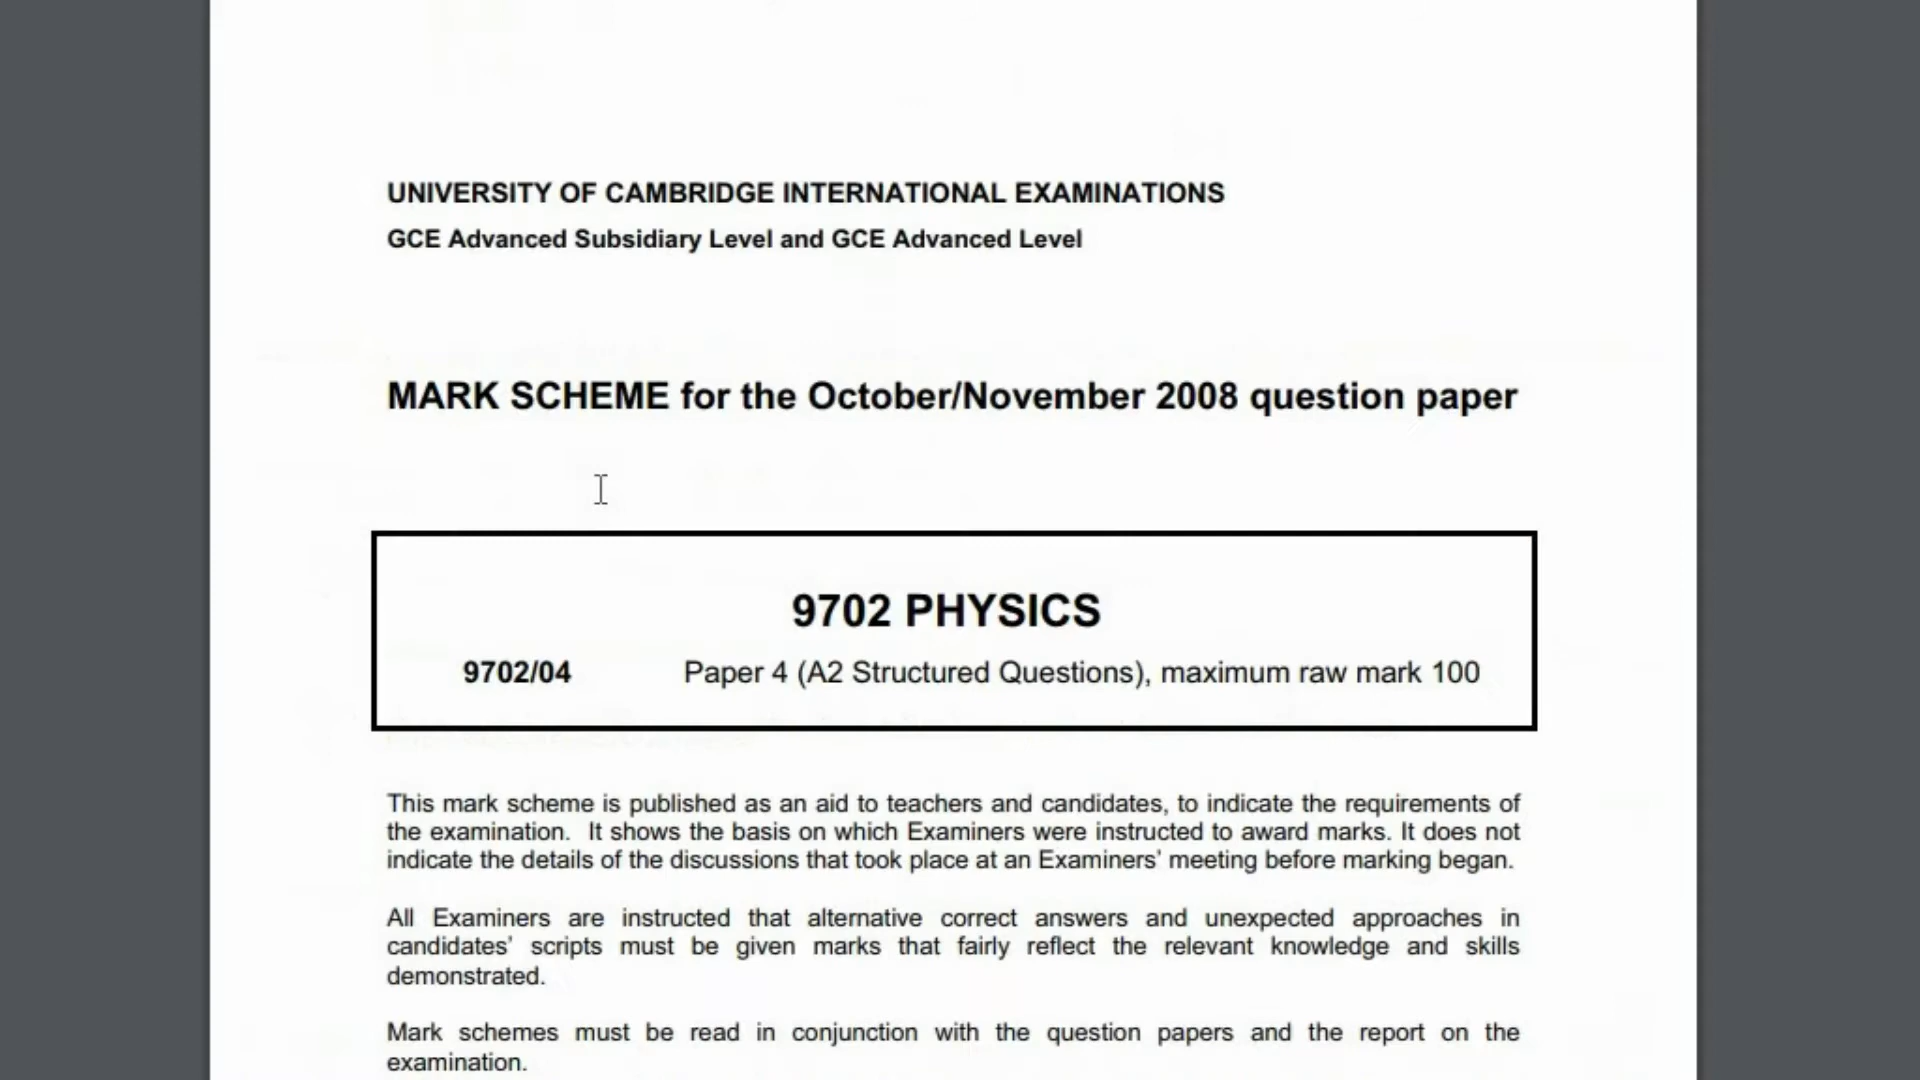 UNIVERSITY OF CAMBRIDGE INTERNATIONAL EXAMINATIONS
GCE Advanced Subsidiary Level and GCE Advanced Level
MARK SCHEME for the October/November 2008 question paper
9702 PHYSICS
9702/04 Paper 4 (A2 Structured Questions), maximum raw mark 100
This mark scheme is published as an aid to teachers and candidates, to indicate the requirements of
the examination. It shows the basis on which Examiners were instructed to award marks. It does not
indicate the details of the discussions that took place at an Examiners’ meeting before marking began.
All Examiners are instructed that alternative correct answers and unexpected approaches in
candidates’ scripts must be given marks that fairly reflect the relevant knowledge and skills
demonstrated.
Mark schemes must be read in conjunction with the question papers and the report on the
examination.